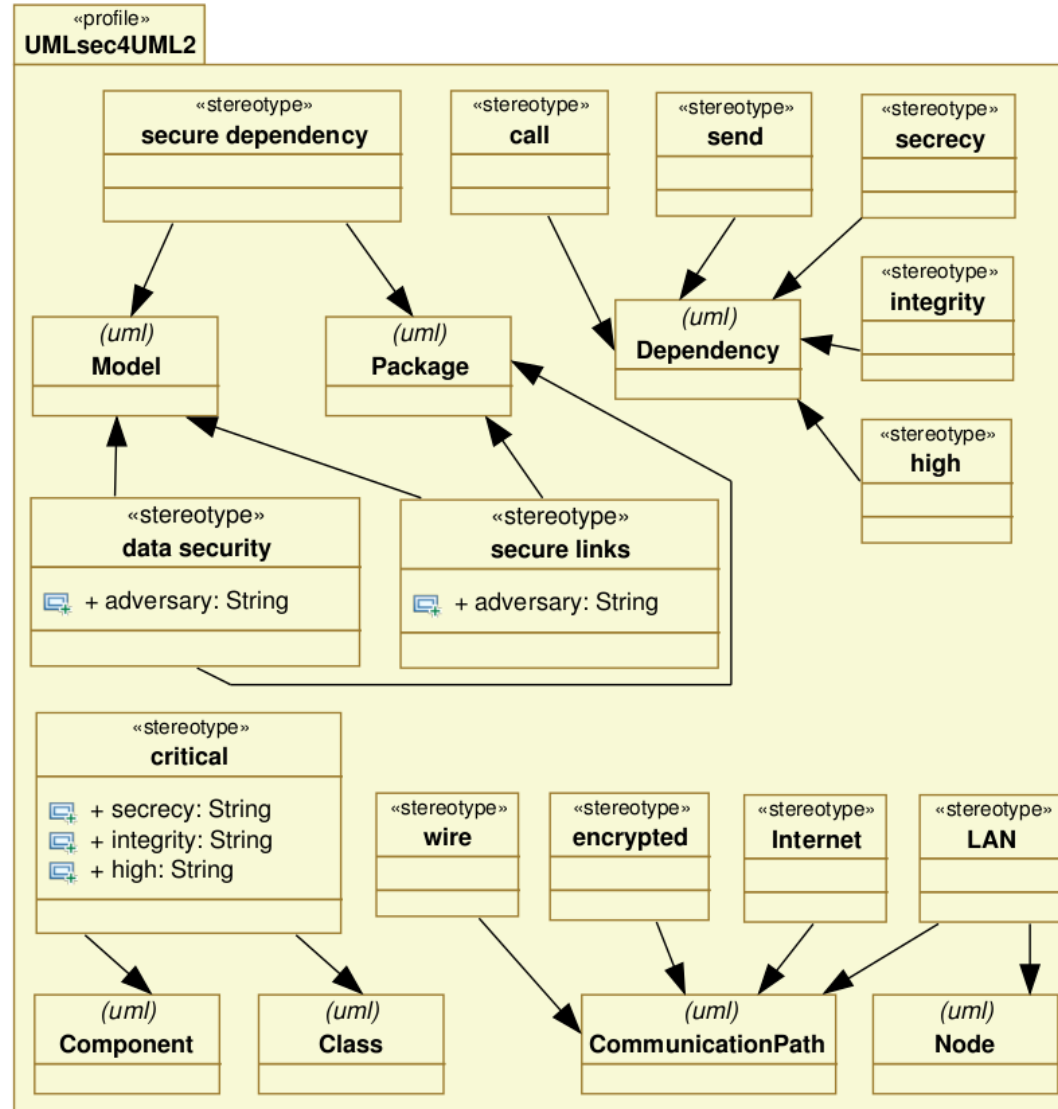 «profile»
UMLsec4UML2
«stereotype»
secure dependency
«stereotype»
call
«stereotype»
send
«stereotype»
secrecy
«stereotype»
integrity
(uml)
Model
(uml)
Package
(uml)
Dependency
«stereotype»
high
«stereotype»
data security
+ adversary: String
«stereotype»
secure links
+ adversary: String
«stereotype»
critical
+ secrecy: String
+ integrity: String
+ high: String
«stereotype»
wire
«stereotype»
encrypted
«stereotype»
Internet
«stereotype»
LAN
(uml)
Component
(uml)
Class
(uml)
CommunicationPath
(uml)
Node